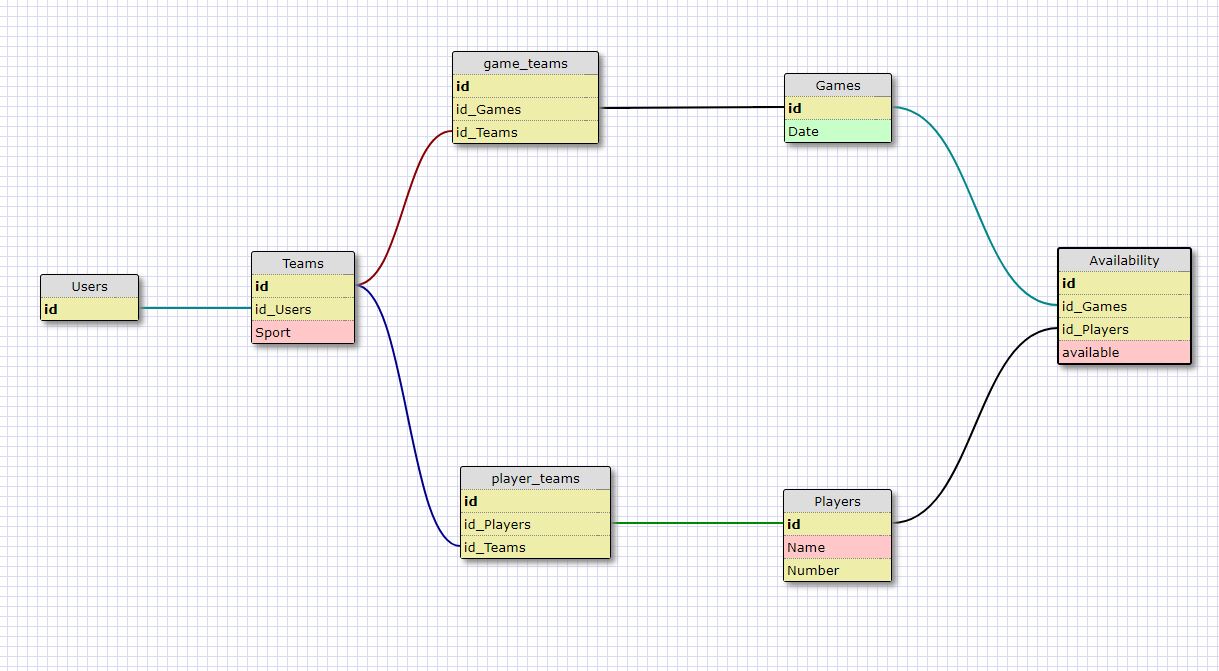 game_teams
id
id_Games
id_Teams
Games
id
Date
Users
id
Teams
id
id_Users
Sport
Availability
id
id_Games
id_Players
available
player_teams
id
id_Players
id_Teams
Players
id
Name
Number